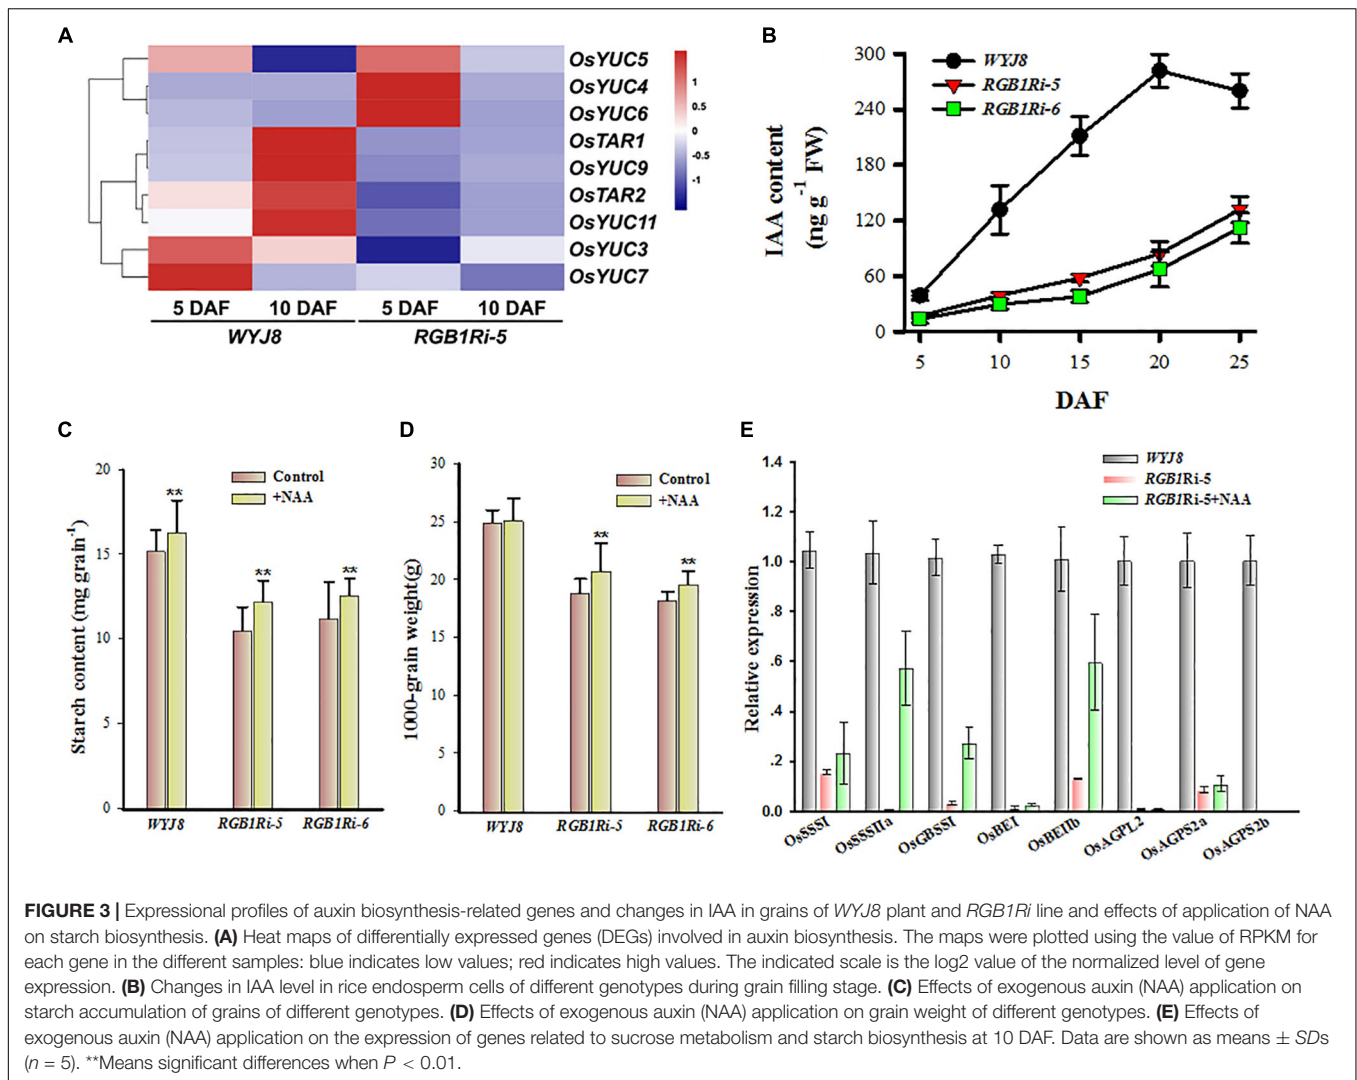 A
OsYUC5
OsYUC4
OsYUC6
OsTAR1
OsYUC9
OsTAR2
OsYUC11
OsYUC3
OsYUC7
1
0.5
0
-0.5
-1
5 DAF 10 DAF 5 DAF 10 DAF
WYJ8 RGB1Ri-5
B
300
240
180
120
60
0
IAA content
(ng g⁻¹ FW)
WYJ8
RGB1Ri-5
RGB1Ri-6
5 10 15 20 25
DAF
C
20
15
10
5
0
Starch content (mg grain⁻¹)
Control
+NAA
**
**
**
WYJ8 RGB1Ri-5 RGB1Ri-6
D
30
25
20
15
10
5
0
1000-grain weight(g)
Control
+NAA
**
**
WYJ8 RGB1Ri-5 RGB1Ri-6
E
1.4
1.2
1.0
.8
.6
.4
.2
0.0
Relative expression
WYJ8
RGB1Ri-5
RGB1Ri-5+NAA
OsSSSI
OsSSSIIa
OsGBSSI
OsBEI
OsBEIIb
OsAGPL2
OsAGPS2a
OsAGPS2b
FIGURE 3 | Expressional profiles of auxin biosynthesis-related genes and changes in IAA in grains of WYJ8 plant and RGB1Ri line and effects of application of NAA
on starch biosynthesis. (A) Heat maps of differentially expressed genes (DEGs) involved in auxin biosynthesis. The maps were plotted using the value of RPKM for
each gene in the different samples: blue indicates low values; red indicates high values. The indicated scale is the log2 value of the normalized level of gene
expression. (B) Changes in IAA level in rice endosperm cells of different genotypes during grain filling stage. (C) Effects of exogenous auxin (NAA) application on
starch accumulation of grains of different genotypes. (D) Effects of exogenous auxin (NAA) application on grain weight of different genotypes. (E) Effects of
exogenous auxin (NAA) application on the expression of genes related to sucrose metabolism and starch biosynthesis at 10 DAF. Data are shown as means ± SDs
(n = 5). **Means significant differences when P < 0.01.